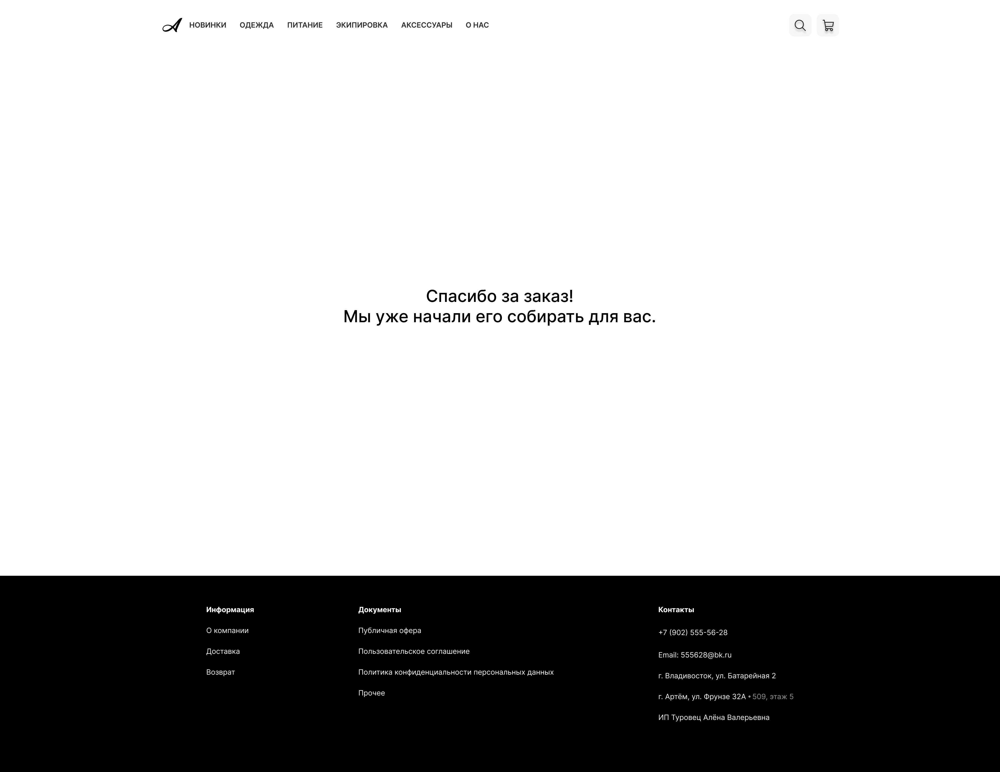 A
НОВИНКИ ОДЕЖДА ПИТАНИЕ ЭКИПИРОВКА АКСЕССУАРЫ О НАС
Спасибо за заказ!
Мы уже начали его собирать для вас.
Информация
О компании
Доставка
Возврат
Документы
Публичная офера
Пользовательское соглашение
Политика конфиденциальности персональных данных
Прочее
Контакты
+7 (902) 555-56-28
Email: 555628@bk.ru
г. Владивосток, ул. Батарейная 2
г. Артём, ул. Фрунзе 32А • 509, этаж 5
ИП Туровец Алёна Валерьевна